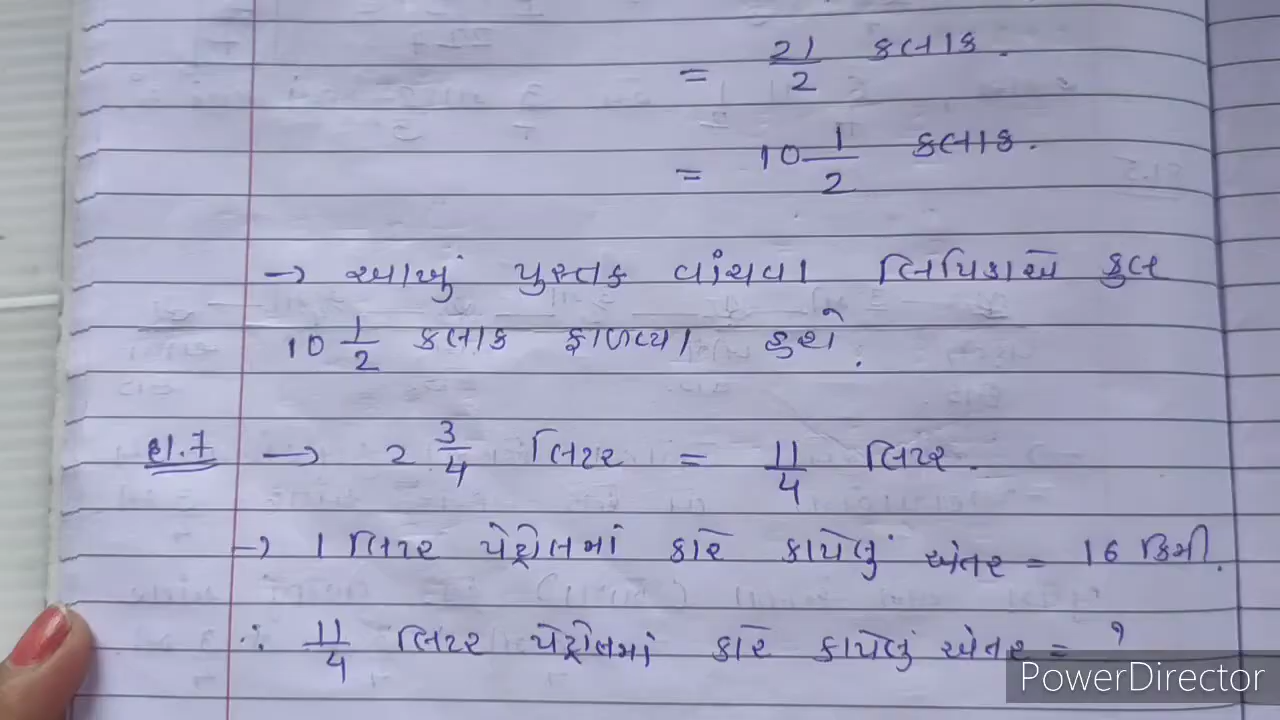 = 21/2 કલાક.
= 10 1/2 કલાક.
→ આખું પુસ્તક વાંચવા લિપિકાએ કુલ
10 1/2 કલાક ફાળવ્યા હશે.
દા.7 → 2 3/4 લિટર = 11/4 લિટર.
→ 1 લિટર પેટ્રોલમાં કારે કાપેલું અંતર = 16 કિમી.
∴ 11/4 લિટર પેટ્રોલમાં કારે કાપેલું અંતર = ?
PowerDirector